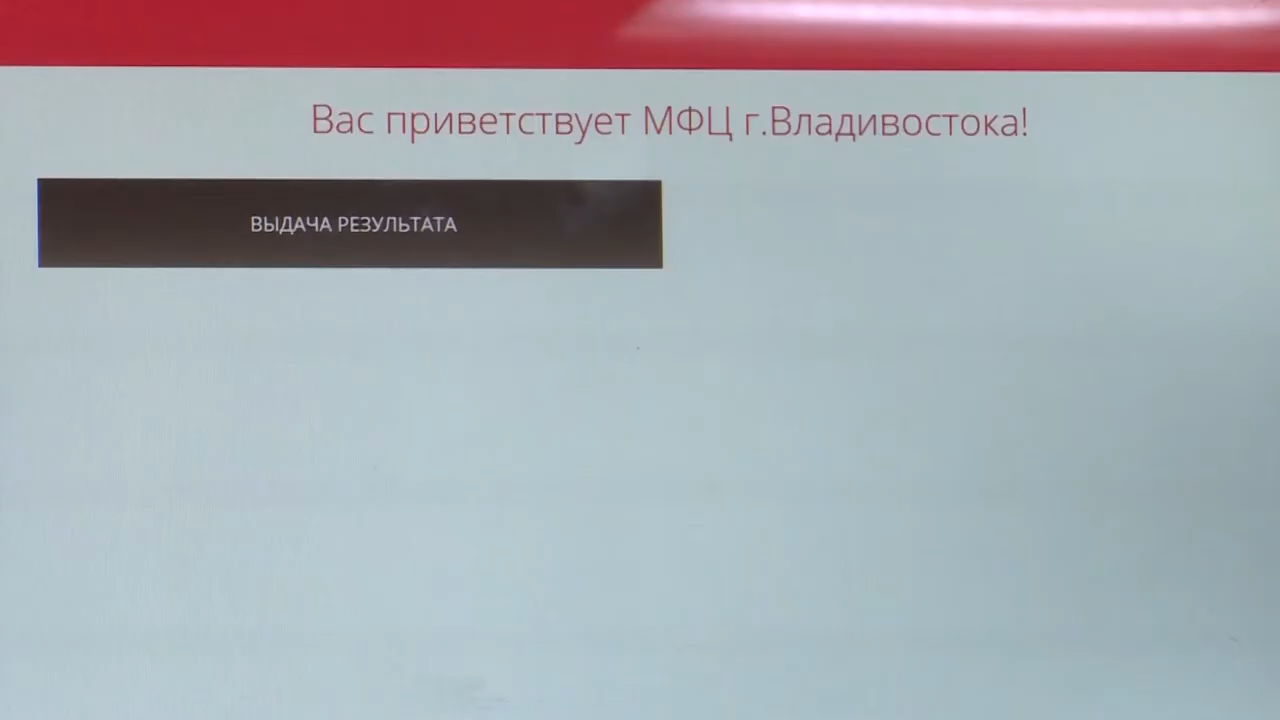 Вас приветствует МФЦ г.Владивостока!
ВЫДАЧА РЕЗУЛЬТАТА